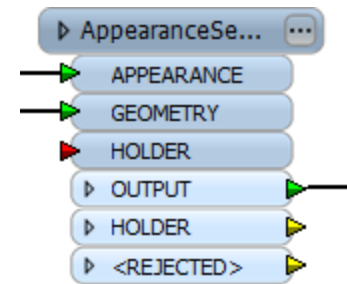 AppearanceSe...
APPEARANCE
GEOMETRY
HOLDER
OUTPUT
HOLDER
<REJECTED>